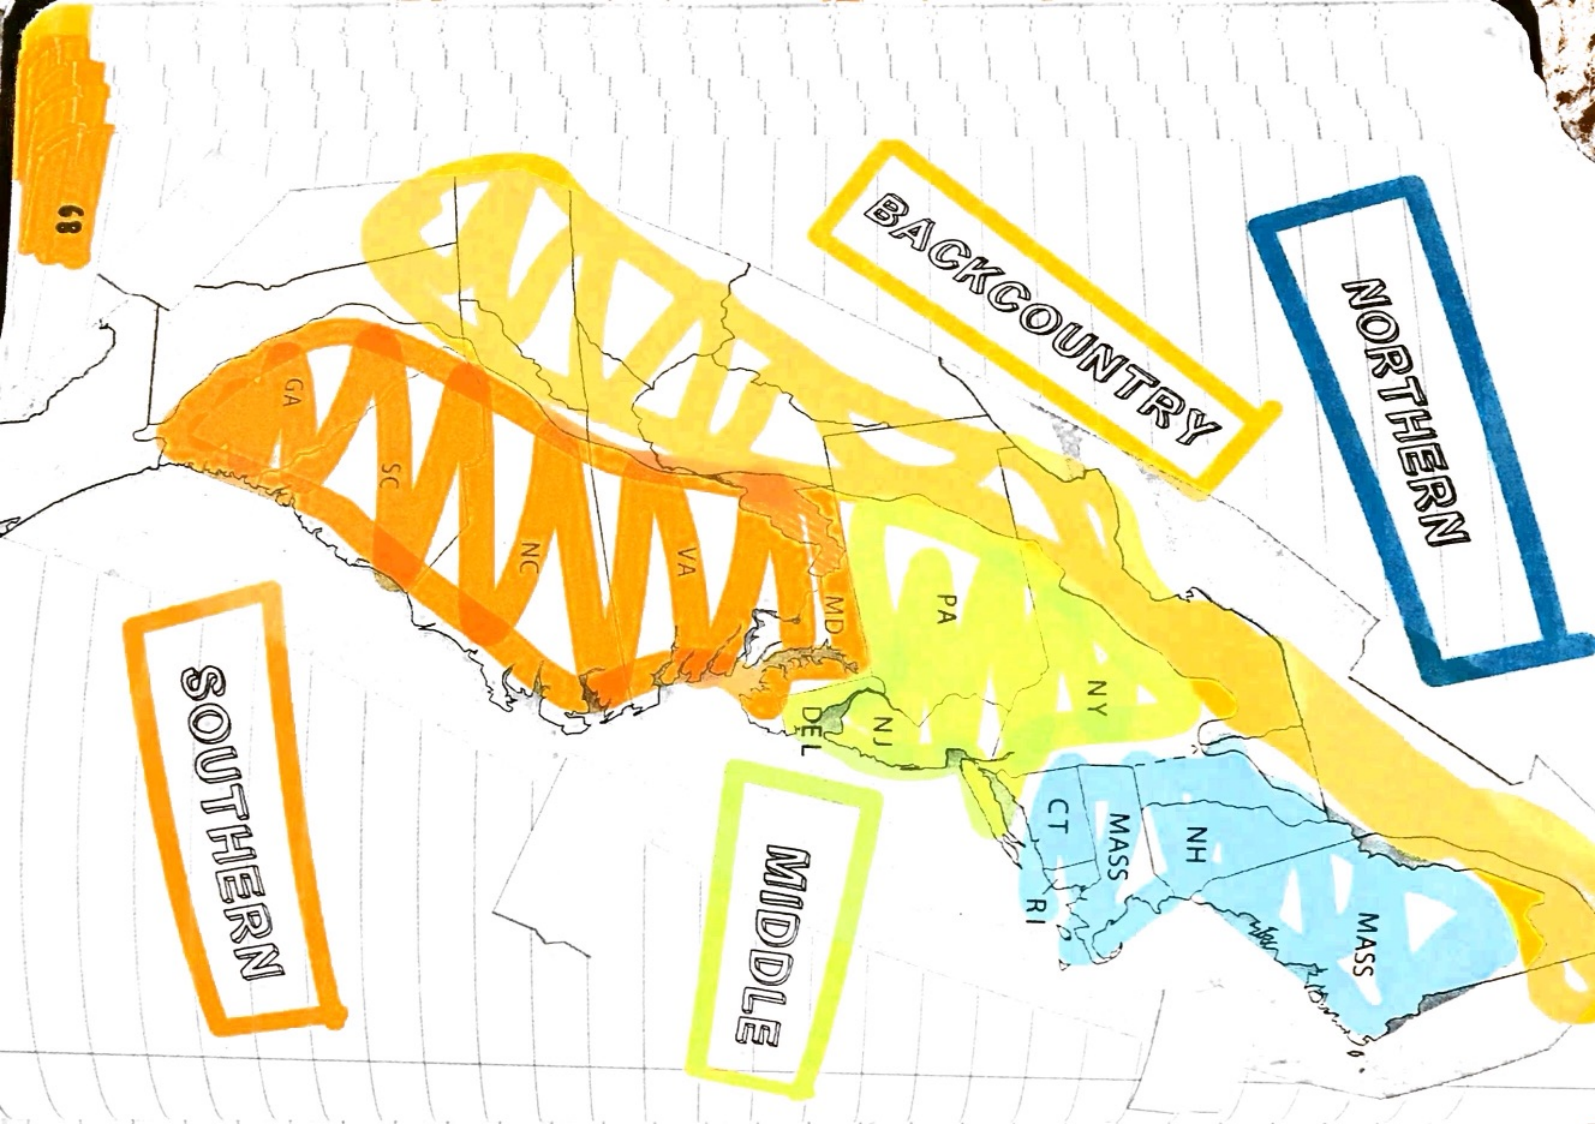 68
BACKCOUNTRY
NORTHERN
GA
SC
NC
VA
MD
PA
NY
DEL
NJ
CT
MASS
NH
RI
MASS
SOUTHERN
MIDDLE